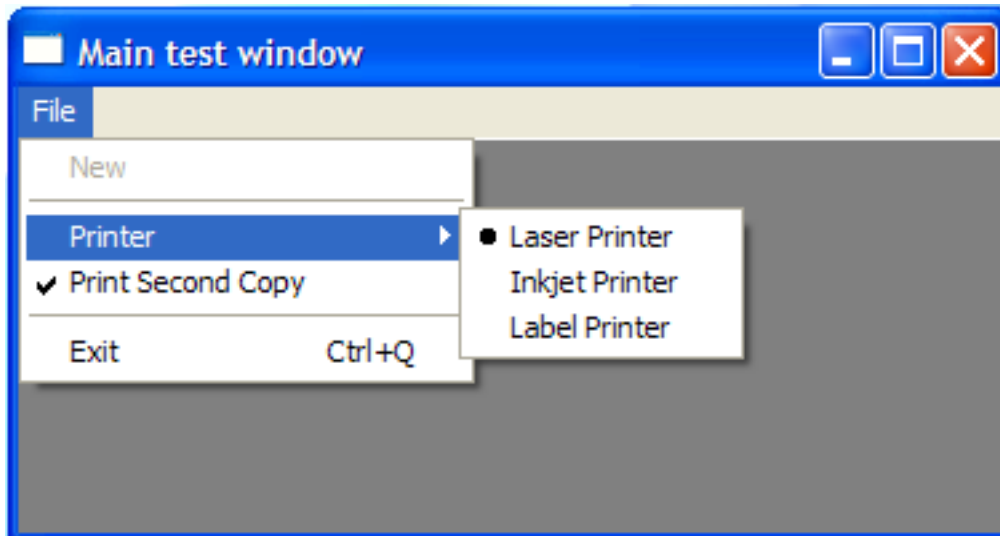 Main test window
File
New
Printer
Laser Printer
Print Second Copy
Inkjet Printer
Label Printer
Exit Ctrl+Q